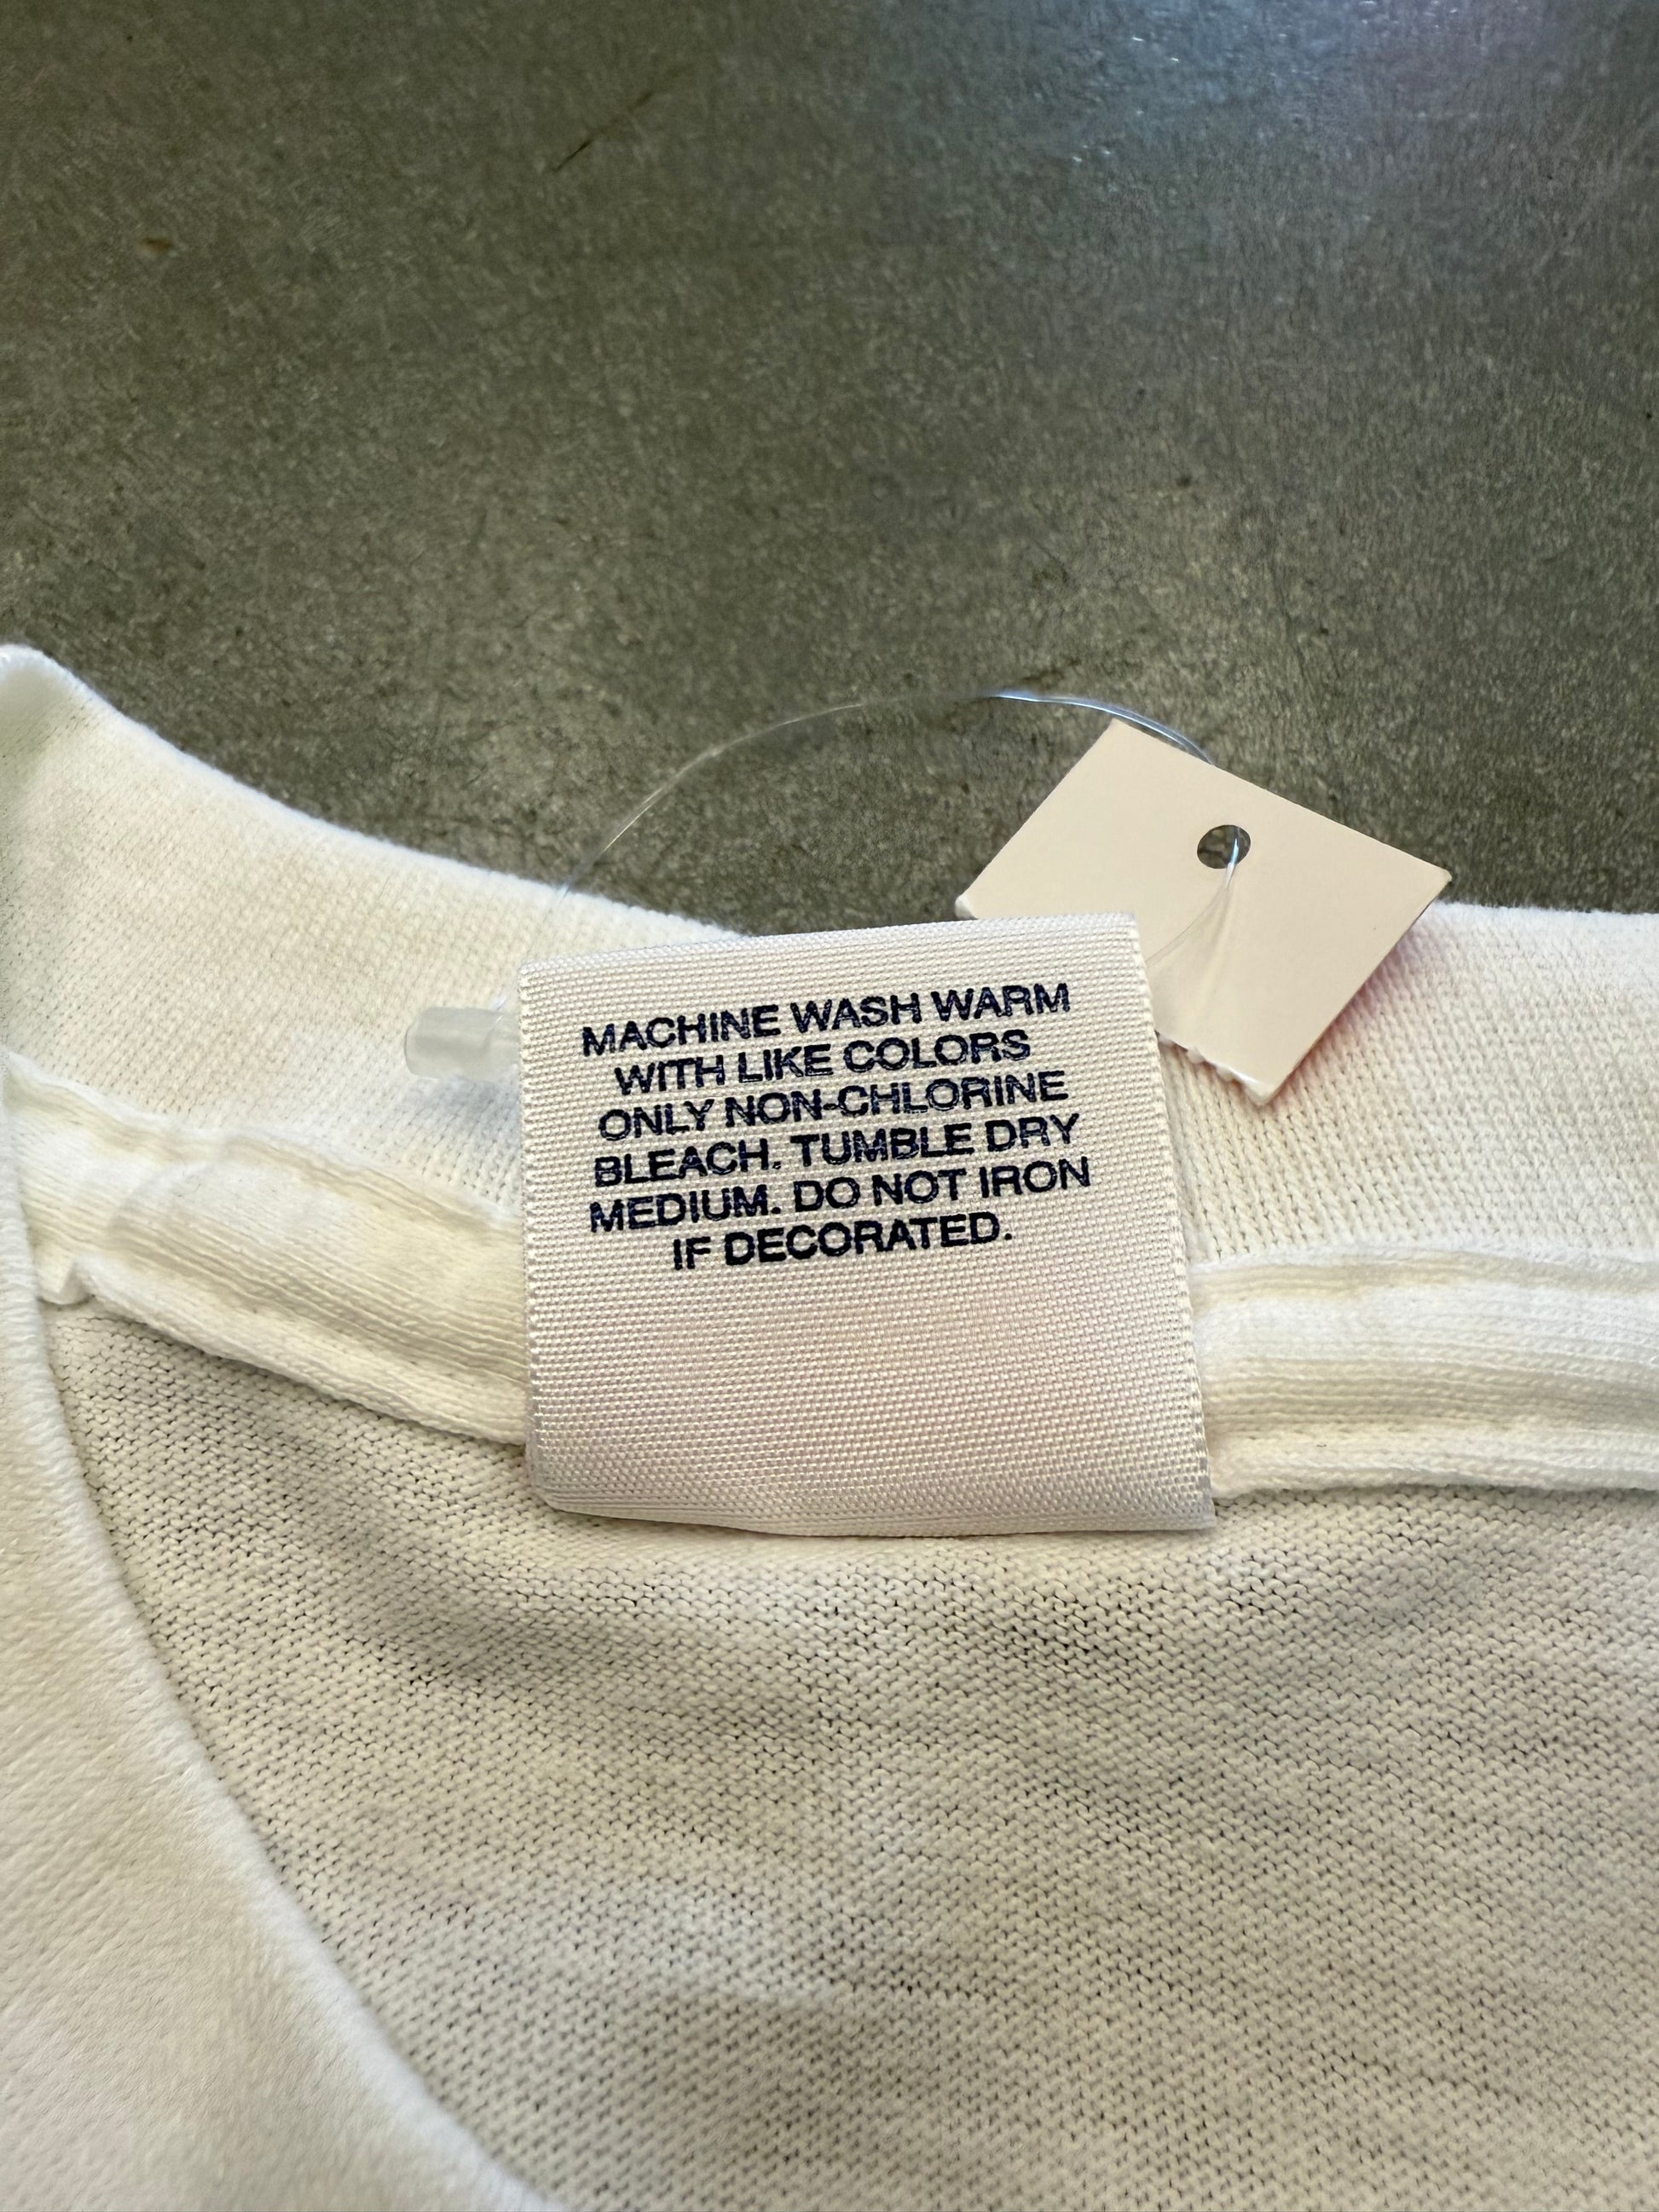 MACHINE WASH WARM
WITH LIKE COLORS
ONLY NON-CHLORINE
BLEACH. TUMBLE DRY
MEDIUM. DO NOT IRON
IF DECORATED.